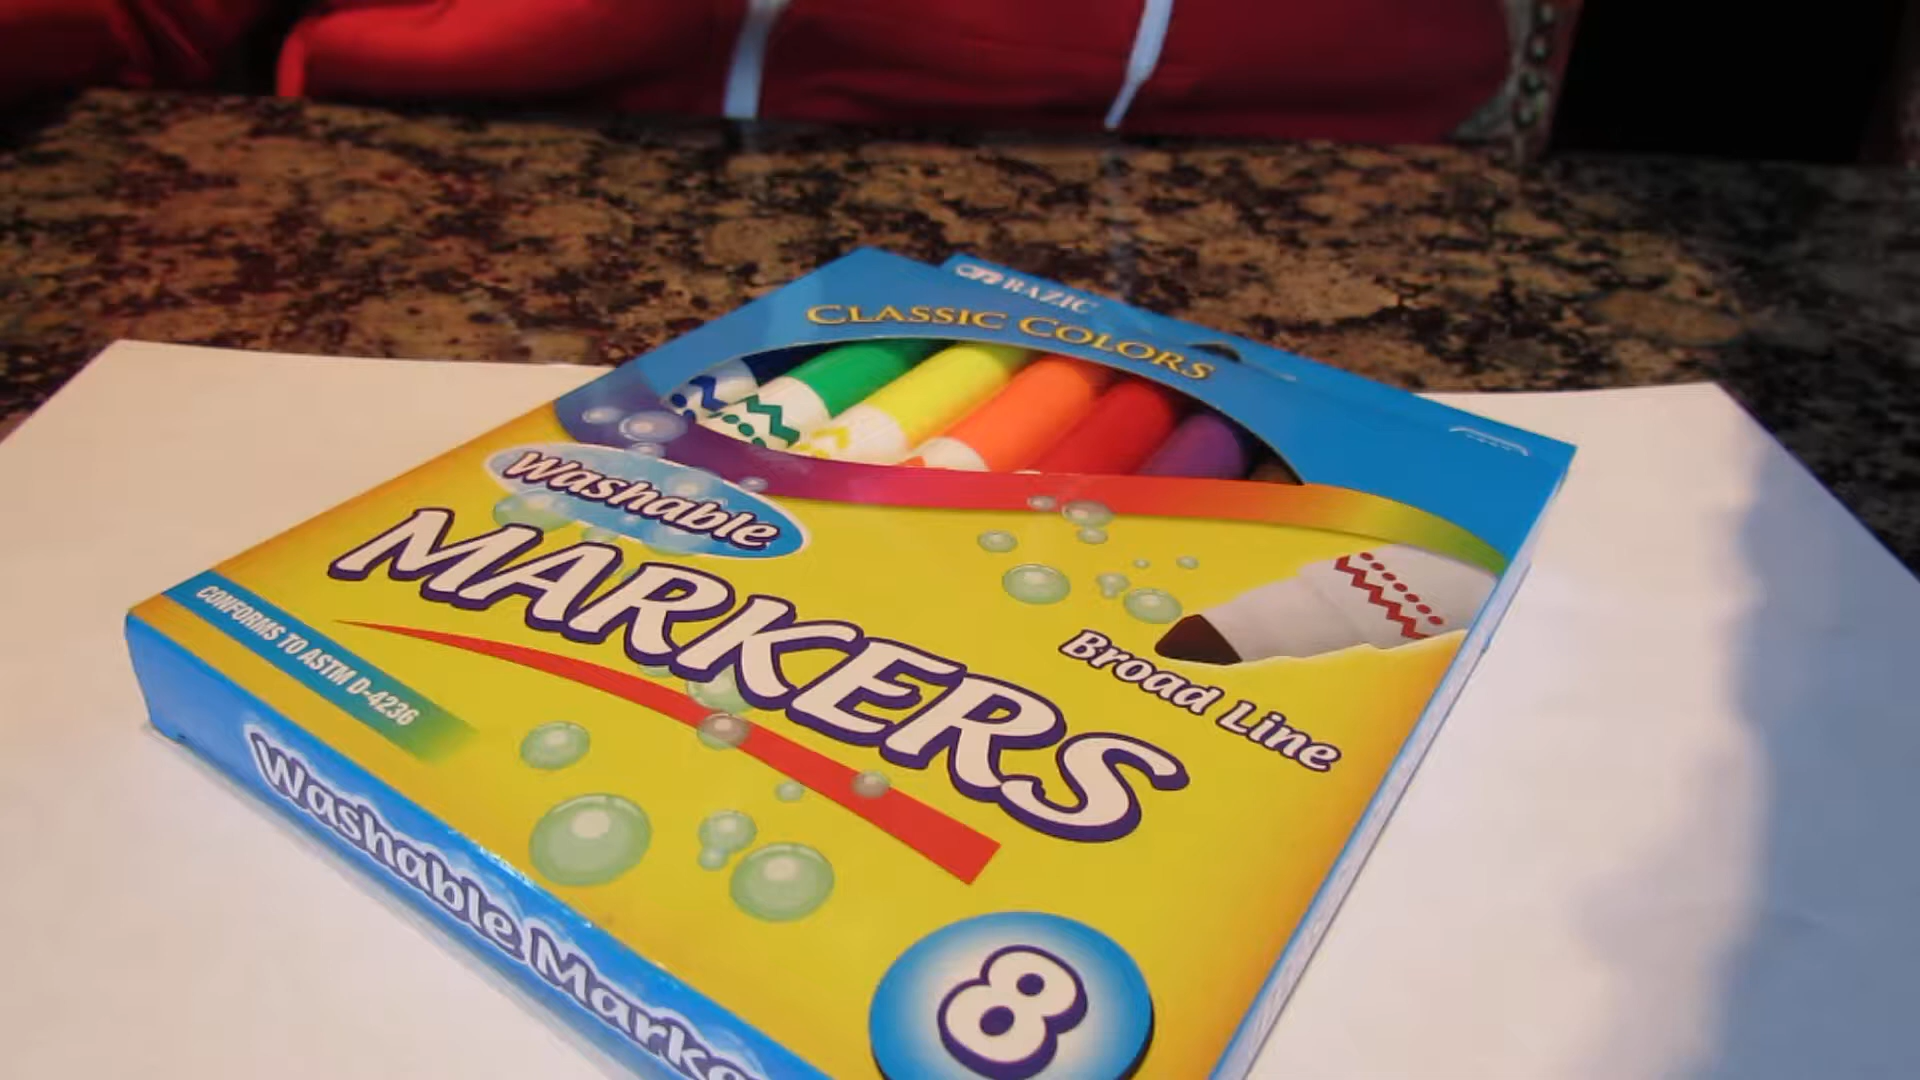 BAZIC
CLASSIC COLORS
Washable
MARKERS
Broad Line
CONFORMS TO ASTM D-4236
8
Washable Marke